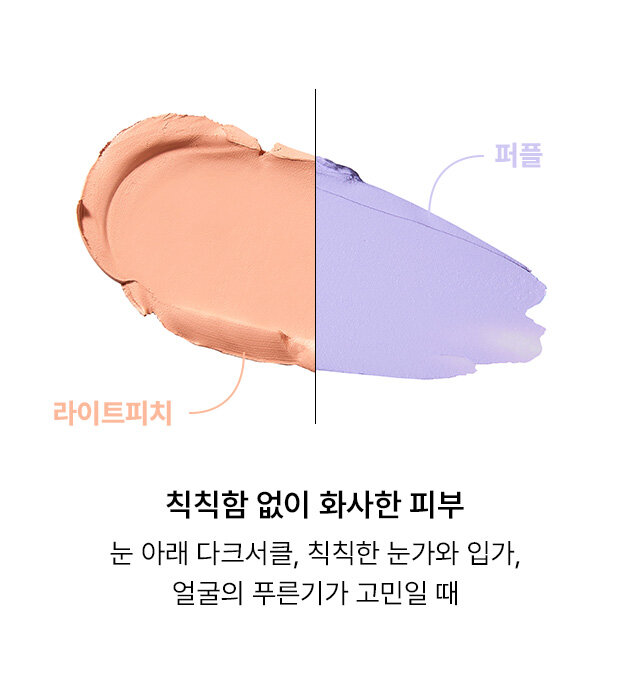 퍼플
라이트피치
칙칙함 없이 화사한 피부
눈 아래 다크서클, 칙칙한 눈가와 입가,
얼굴의 푸른기가 고민일 때